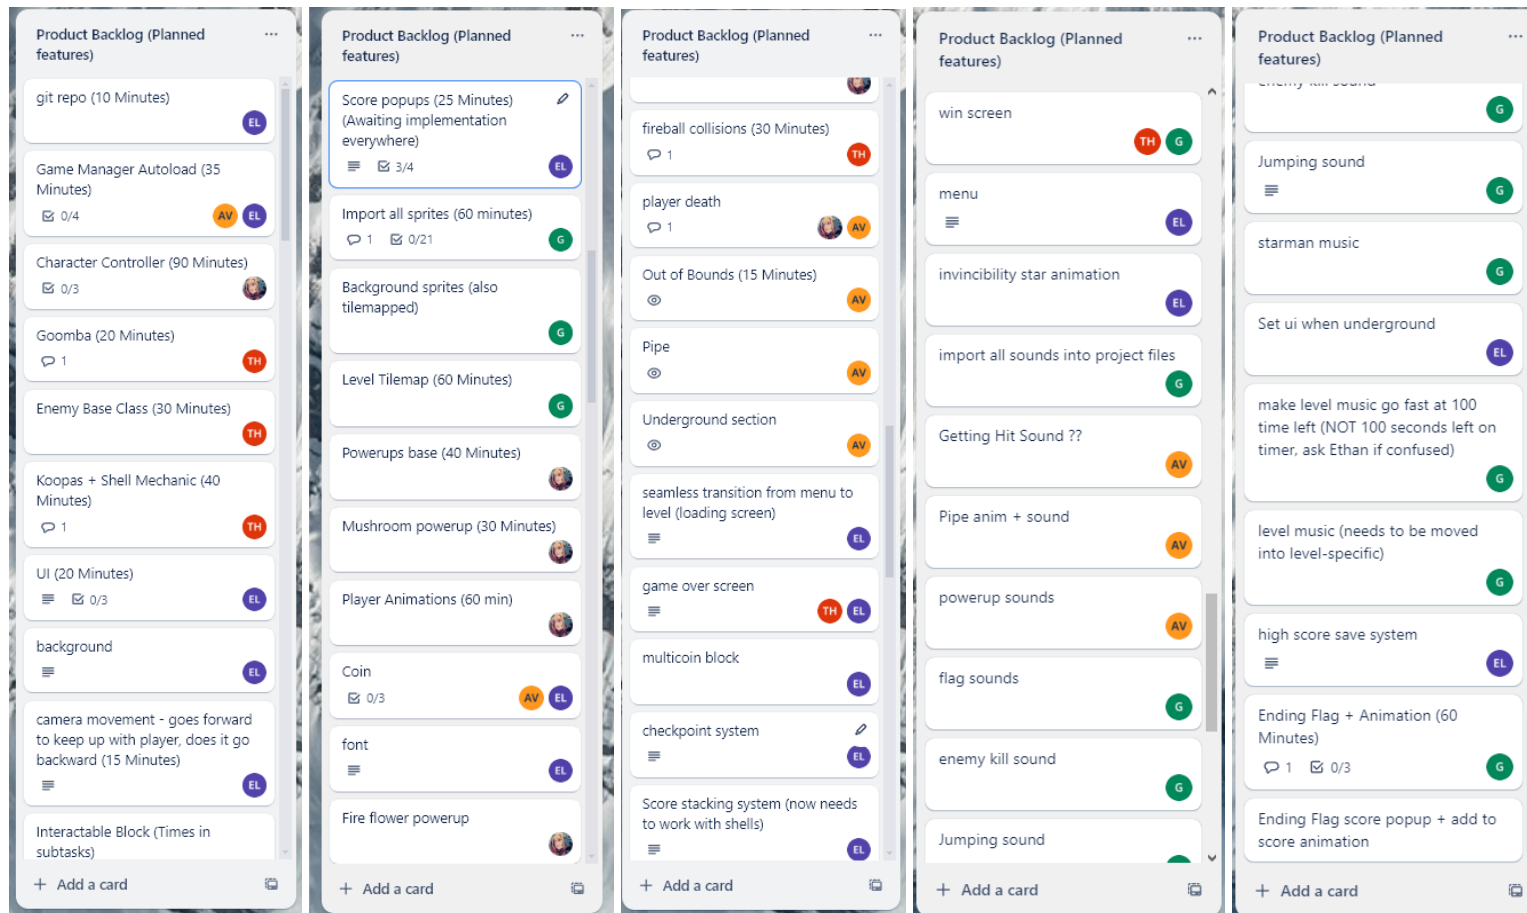 Product Backlog (Planned
features)
git repo (10 Minutes)
EL
Game Manager Autoload (35
Minutes)
0/4
AV EL
Character Controller (90 Minutes)
0/3
Goomba (20 Minutes)
1
TH
Enemy Base Class (30 Minutes)
TH
Koopas + Shell Mechanic (40
Minutes)
1
TH
UI (20 Minutes)
0/3
EL
background
EL
camera movement - goes forward
to keep up with player, does it go
backward (15 Minutes)
EL
Interactable Block (Times in
subtasks)
+ Add a card
Product Backlog (Planned
features)
Score popups (25 Minutes)
(Awaiting implementation
everywhere)
3/4
EL
Import all sprites (60 minutes)
1 0/21
G
Background sprites (also
tilemapped)
G
Level Tilemap (60 Minutes)
G
Powerups base (40 Minutes)
Mushroom powerup (30 Minutes)
Player Animations (60 min)
Coin
0/3
AV EL
font
EL
Fire flower powerup
+ Add a card
Product Backlog (Planned
features)
fireball collisions (30 Minutes)
1
TH
player death
1
AV
Out of Bounds (15 Minutes)
AV
Pipe
AV
Underground section
AV
seamless transition from menu to
level (loading screen)
EL
game over screen
TH EL
multicoin block
EL
checkpoint system
EL
Score stacking system (now needs
to work with shells)
EL
+ Add a card
Product Backlog (Planned
features)
win screen
TH G
menu
EL
invincibility star animation
EL
import all sounds into project files
G
Getting Hit Sound ??
AV
Pipe anim + sound
AV
powerup sounds
AV
flag sounds
G
enemy kill sound
G
Jumping sound
+ Add a card
Product Backlog (Planned
features)
enemy kill sound
G
Jumping sound
G
starman music
G
Set ui when underground
EL
make level music go fast at 100
time left (NOT 100 seconds left on
timer, ask Ethan if confused)
G
level music (needs to be moved
into level-specific)
G
high score save system
EL
Ending Flag + Animation (60
Minutes)
1 0/3
G
Ending Flag score popup + add to
score animation
+ Add a card